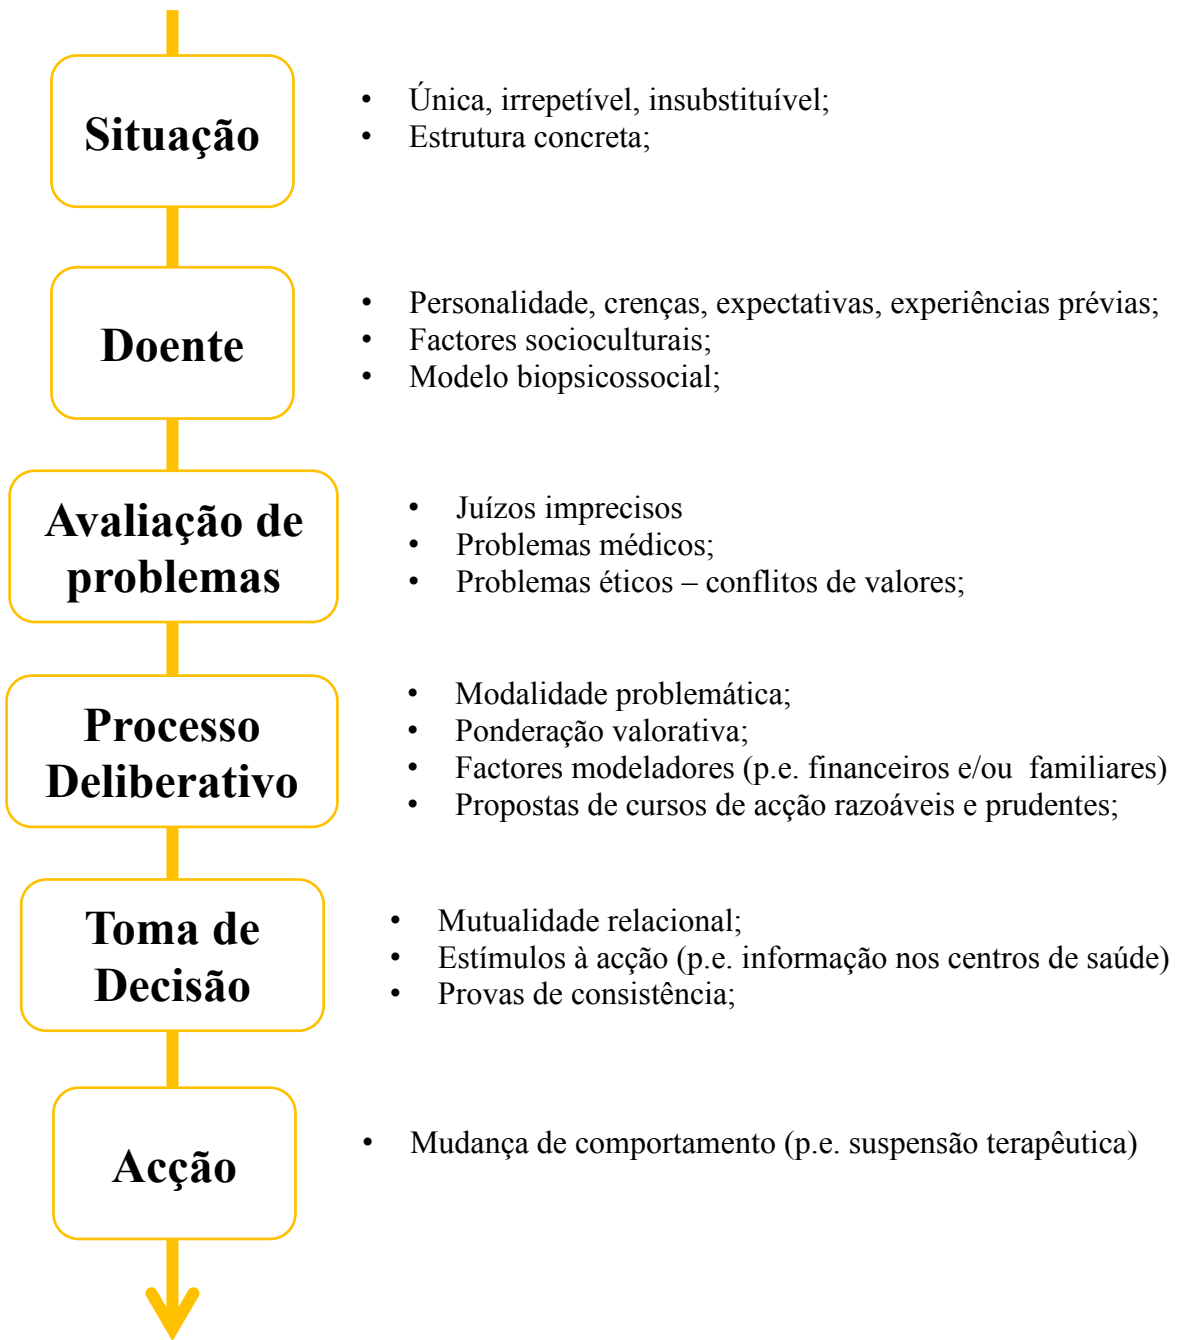 Situação
• Única, irrepetível, insubstituível;
• Estrutura concreta;
Doente
• Personalidade, crenças, expectativas, experiências prévias;
• Factores socioculturais;
• Modelo biopsicossocial;
Avaliação de
problemas
• Juízos imprecisos
• Problemas médicos;
• Problemas éticos – conflitos de valores;
Processo
Deliberativo
• Modalidade problemática;
• Ponderação valorativa;
• Factores modeladores (p.e. financeiros e/ou familiares)
• Propostas de cursos de acção razoáveis e prudentes;
Toma de
Decisão
• Mutualidade relacional;
• Estímulos à acção (p.e. informação nos centros de saúde)
• Provas de consistência;
Acção
• Mudança de comportamento (p.e. suspensão terapêutica)